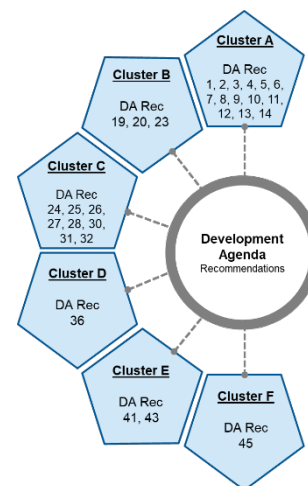 Cluster A
DA Rec
1, 2, 3, 4, 5, 6,
7, 8, 9, 10, 11,
12, 13, 14
Cluster B
DA Rec
19, 20, 23
Cluster C
DA Rec
24, 25, 26,
27, 28, 30,
31, 32
Development
Agenda
Recommendations
Cluster D
DA Rec
36
Cluster E
DA Rec
41, 43
Cluster F
DA Rec
45